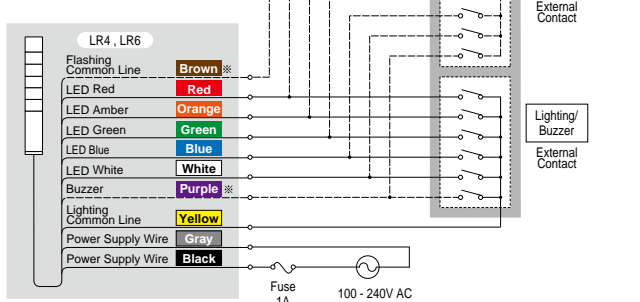 External
Contact
LR4 , LR6
Flashing
Common Line Brown ※
LED Red Red
LED Amber Orange
LED Green Green
LED Blue Blue
LED White White
Buzzer Purple ※
Lighting
Common Line Yellow
Power Supply Wire Gray
Power Supply Wire Black
Lighting/
Buzzer
External
Contact
Fuse
1A
100 - 240V AC